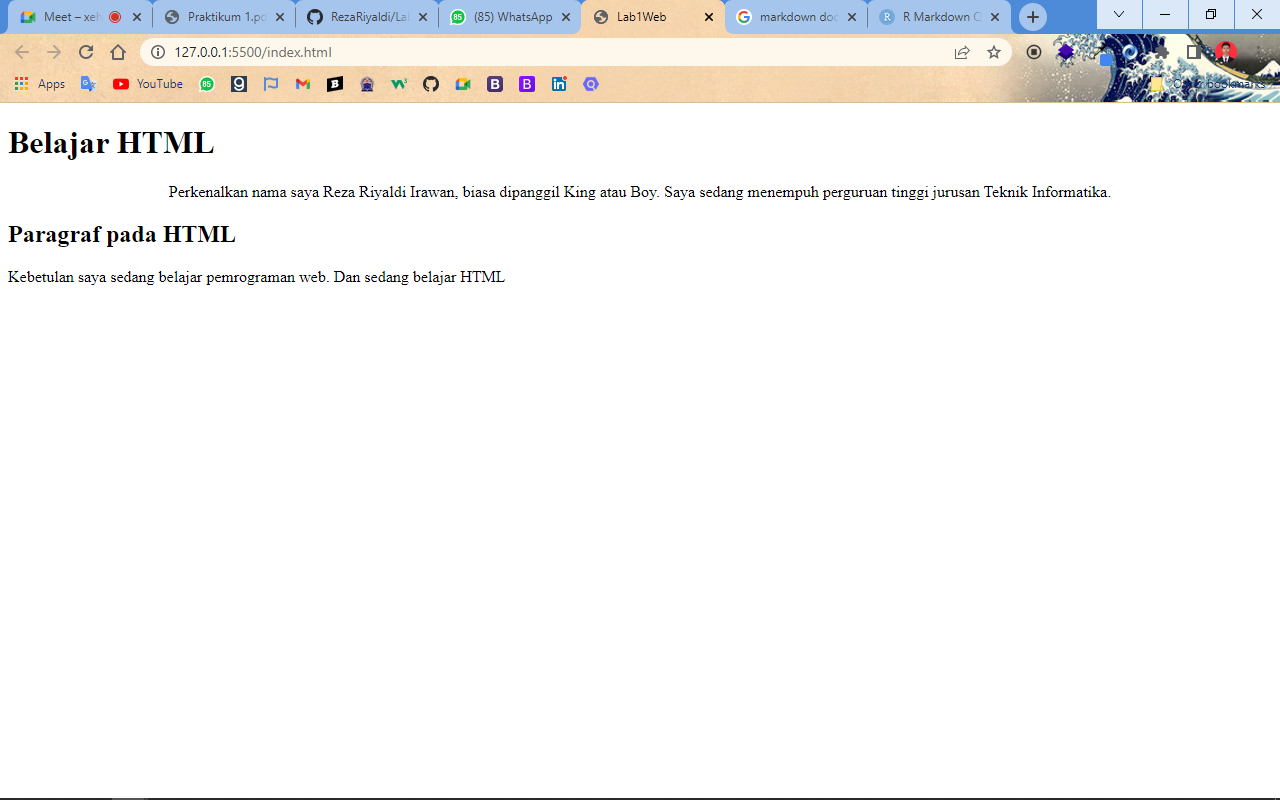 Meet – xeh
Praktikum 1.pd
RezaRiyaldi/La
(85) WhatsApp
Lab1Web
markdown doc
R Markdown C
127.0.0.1:5500/index.html
Apps
YouTube
85
bookmarks
Belajar HTML
Perkenalkan nama saya Reza Riyaldi Irawan, biasa dipanggil King atau Boy. Saya sedang menempuh perguruan tinggi jurusan Teknik Informatika.
Paragraf pada HTML
Kebetulan saya sedang belajar pemrograman web. Dan sedang belajar HTML